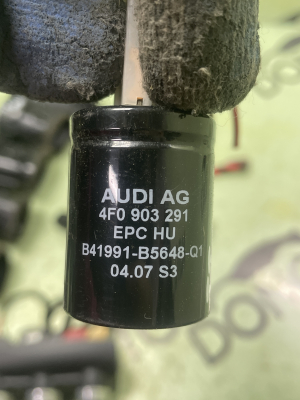 AUDI AG
4F0 903 291
EPC HU
B41991-B5648-Q1
04.07 S3